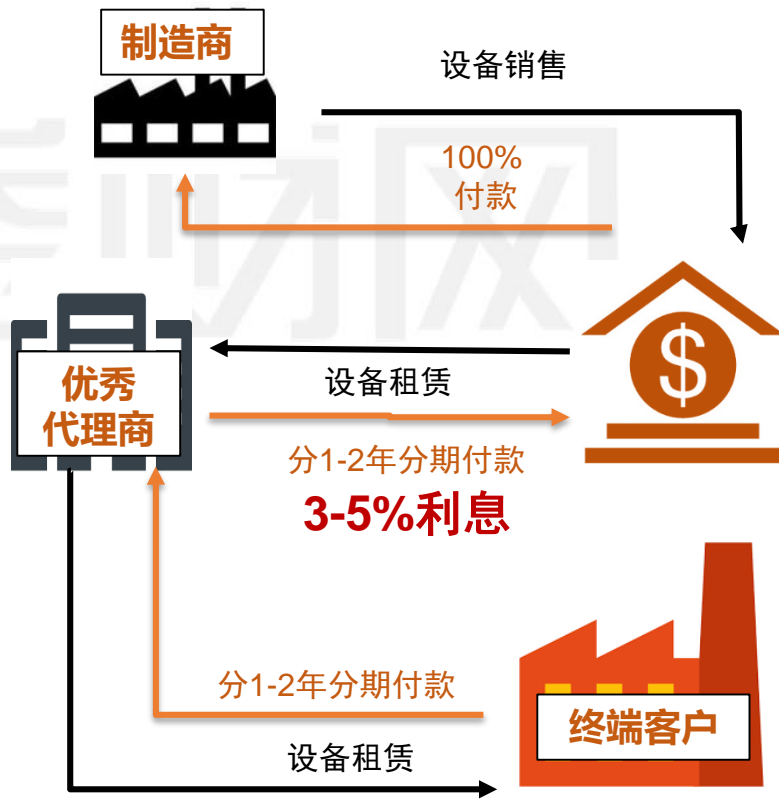 制造商
设备销售
100%
付款
优秀
代理商
$
设备租赁
分1-2年分期付款
3-5%利息
分1-2年分期付款
终端客户
设备租赁